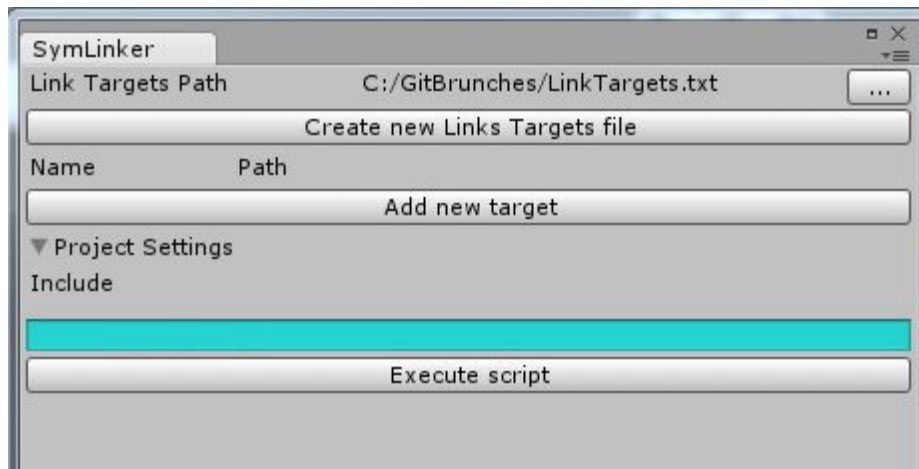 SymLinker
Link Targets Path C:/GitBrunches/LinkTargets.txt ...
Create new Links Targets file
Name Path
Add new target
Project Settings
Include
Execute script